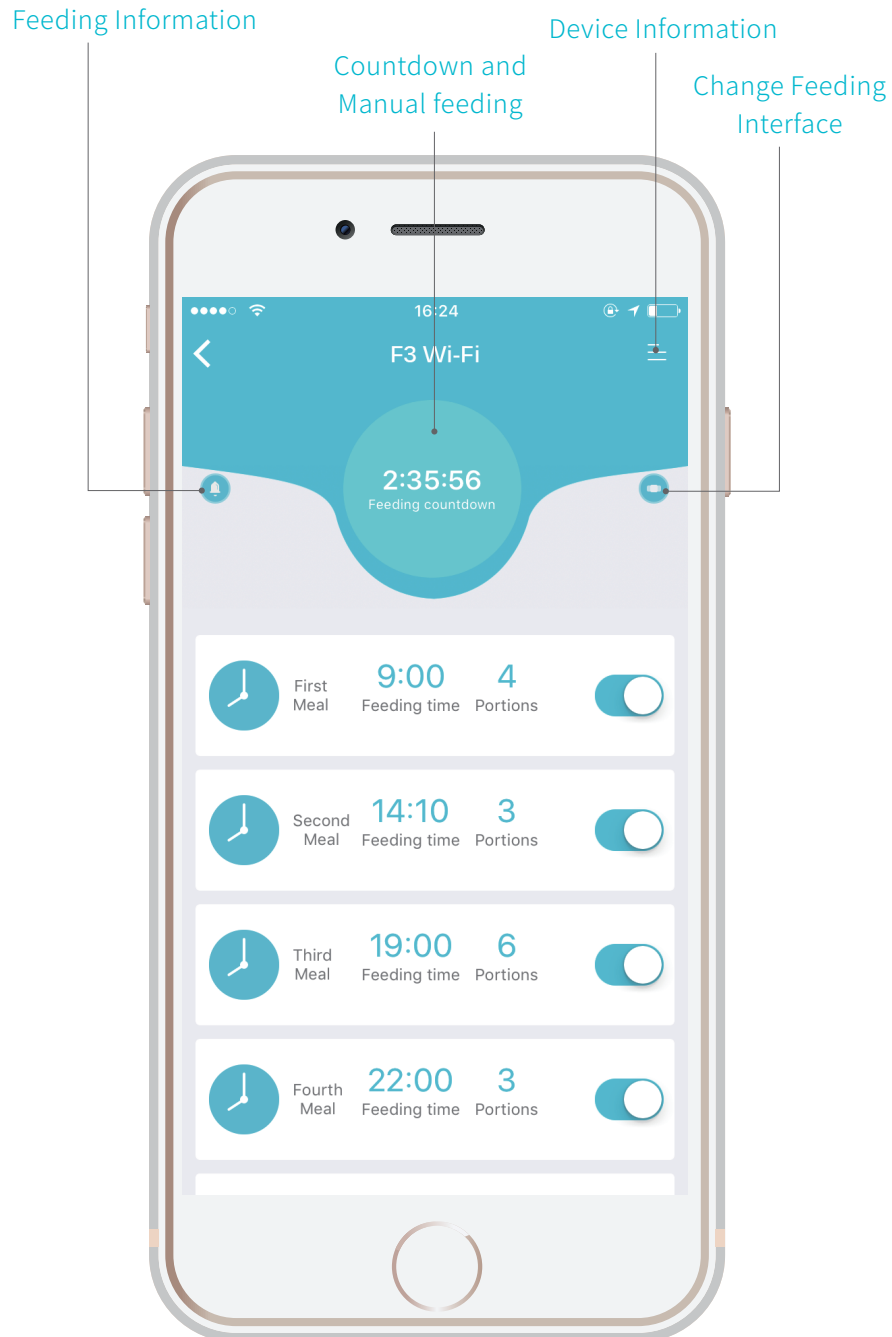 Feeding Information
Device Information
Countdown and
Manual feeding
Change Feeding
Interface
16:24
F3 Wi-Fi
2:35:56
Feeding countdown
First
Meal
9:00
Feeding time
4
Portions
Second
Meal
14:10
Feeding time
3
Portions
Third
Meal
19:00
Feeding time
6
Portions
Fourth
Meal
22:00
Feeding time
3
Portions